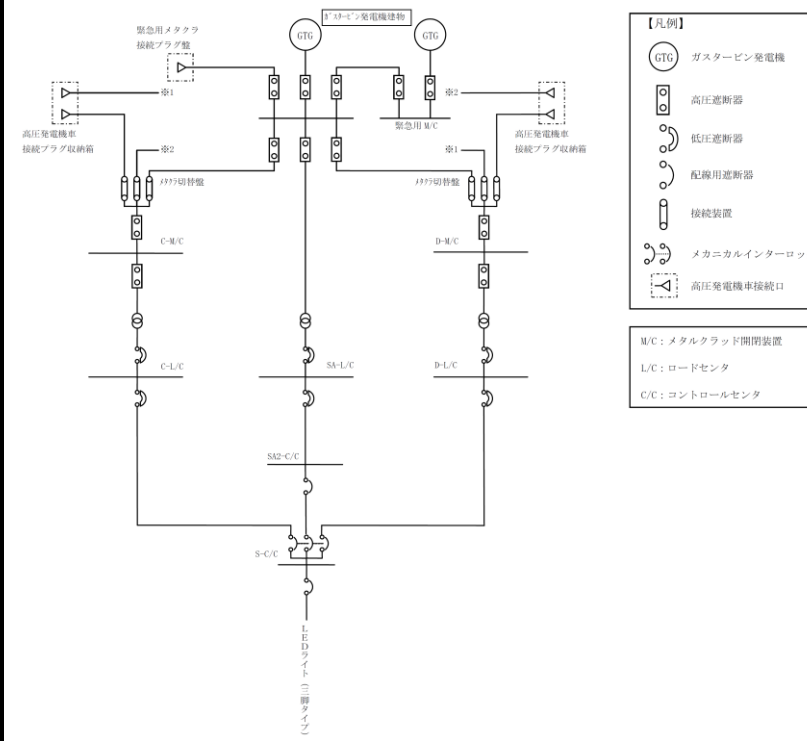 ガスタービン発電機建物
緊急用メタクラ
接続プラグ盤
GTG
GTG
※1
※2
緊急用 M/C
高圧発電機車
接続プラグ収納箱
高圧発電機車
接続プラグ収納箱
※2
※1
メタクラ切替盤
メタクラ切替盤
C-M/C
D-M/C
C-L/C
SA-L/C
D-L/C
SA2-C/C
S-C/C
LEDライト(三脚タイプ)
【凡例】
GTG
ガスタービン発電機
高圧遮断器
低圧遮断器
配線用遮断器
接続装置
メカニカルインターロッ
高圧発電機車接続口
M/C:メタルクラッド開閉装置
L/C:ロードセンタ
C/C:コントロールセンタ